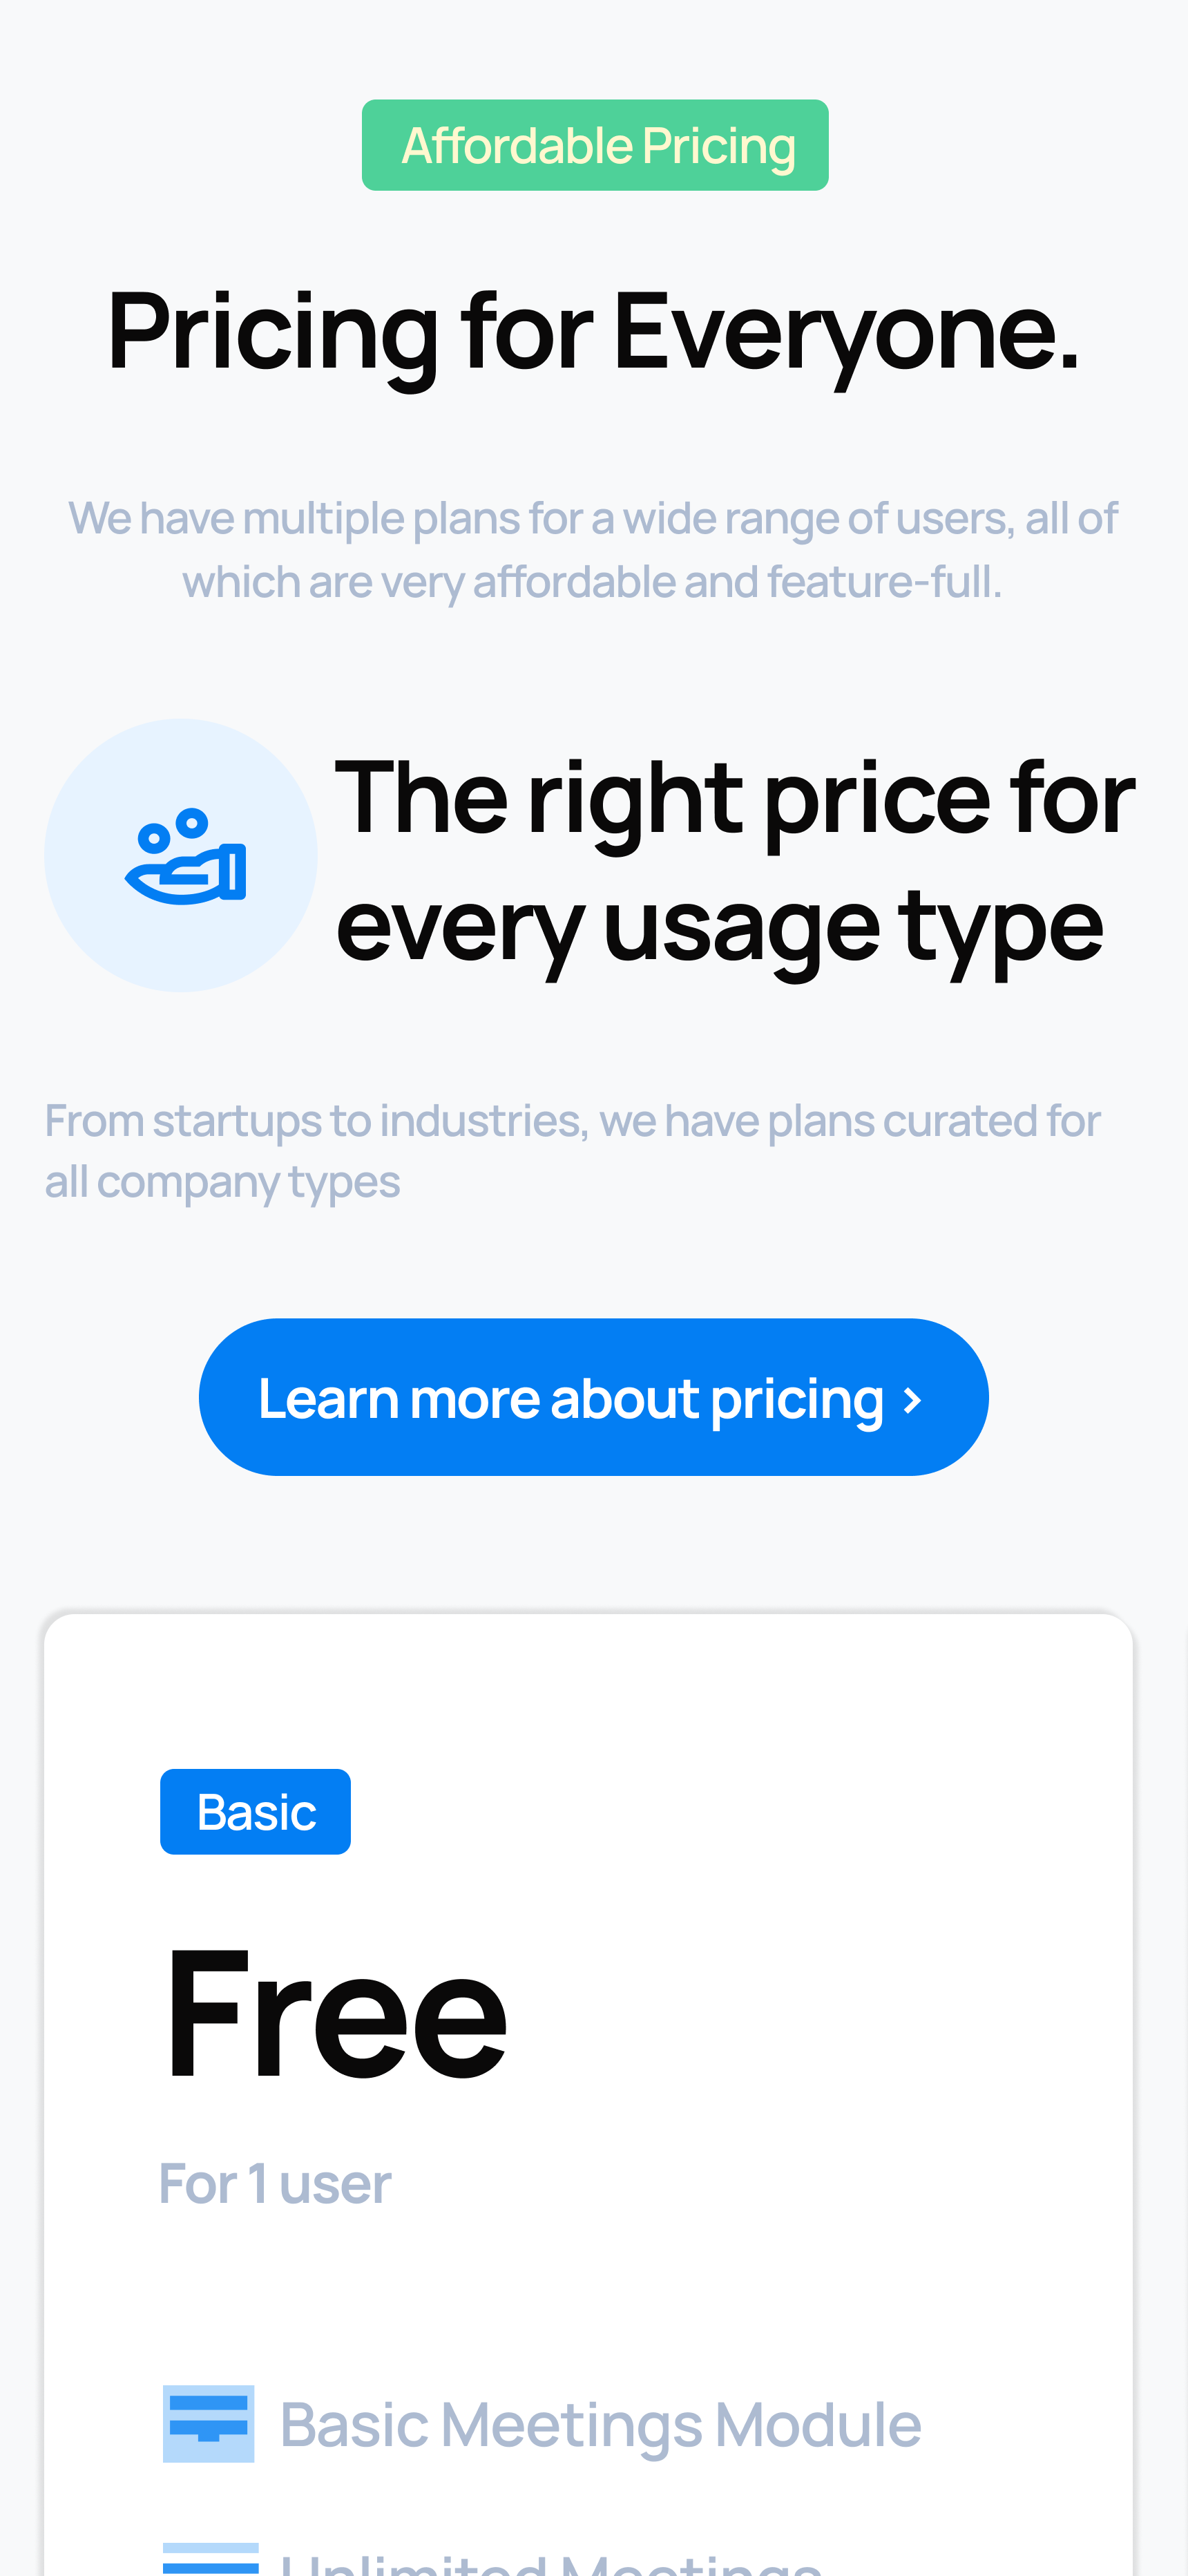 Affordable Pricing
Pricing for Everyone.
We have multiple plans for a wide range of users, all of
which are very affordable and feature-full.
The right price for
every usage type
From startups to industries, we have plans curated for
all company types
Learn more about pricing >
Basic
Free
For 1 user
Basic Meetings Module
Unlimited Meetings